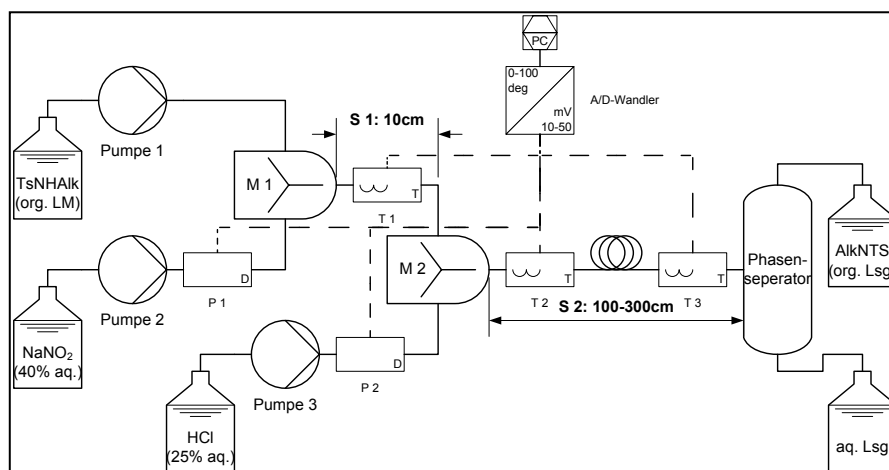 PC
0-100
deg
mV
10-50
A/D-Wandler
TsNHAlk
(org. LM)
Pumpe 1
S 1: 10cm
M 1
T
T 1
NaNO₂
(40% aq.)
Pumpe 2
D
P 1
M 2
T
T 2
T
T 3
S 2: 100-300cm
Phasen-
seperator
AlkNTS
(org. Lsg
HCl
(25% aq.)
Pumpe 3
D
P 2
aq. Lsg